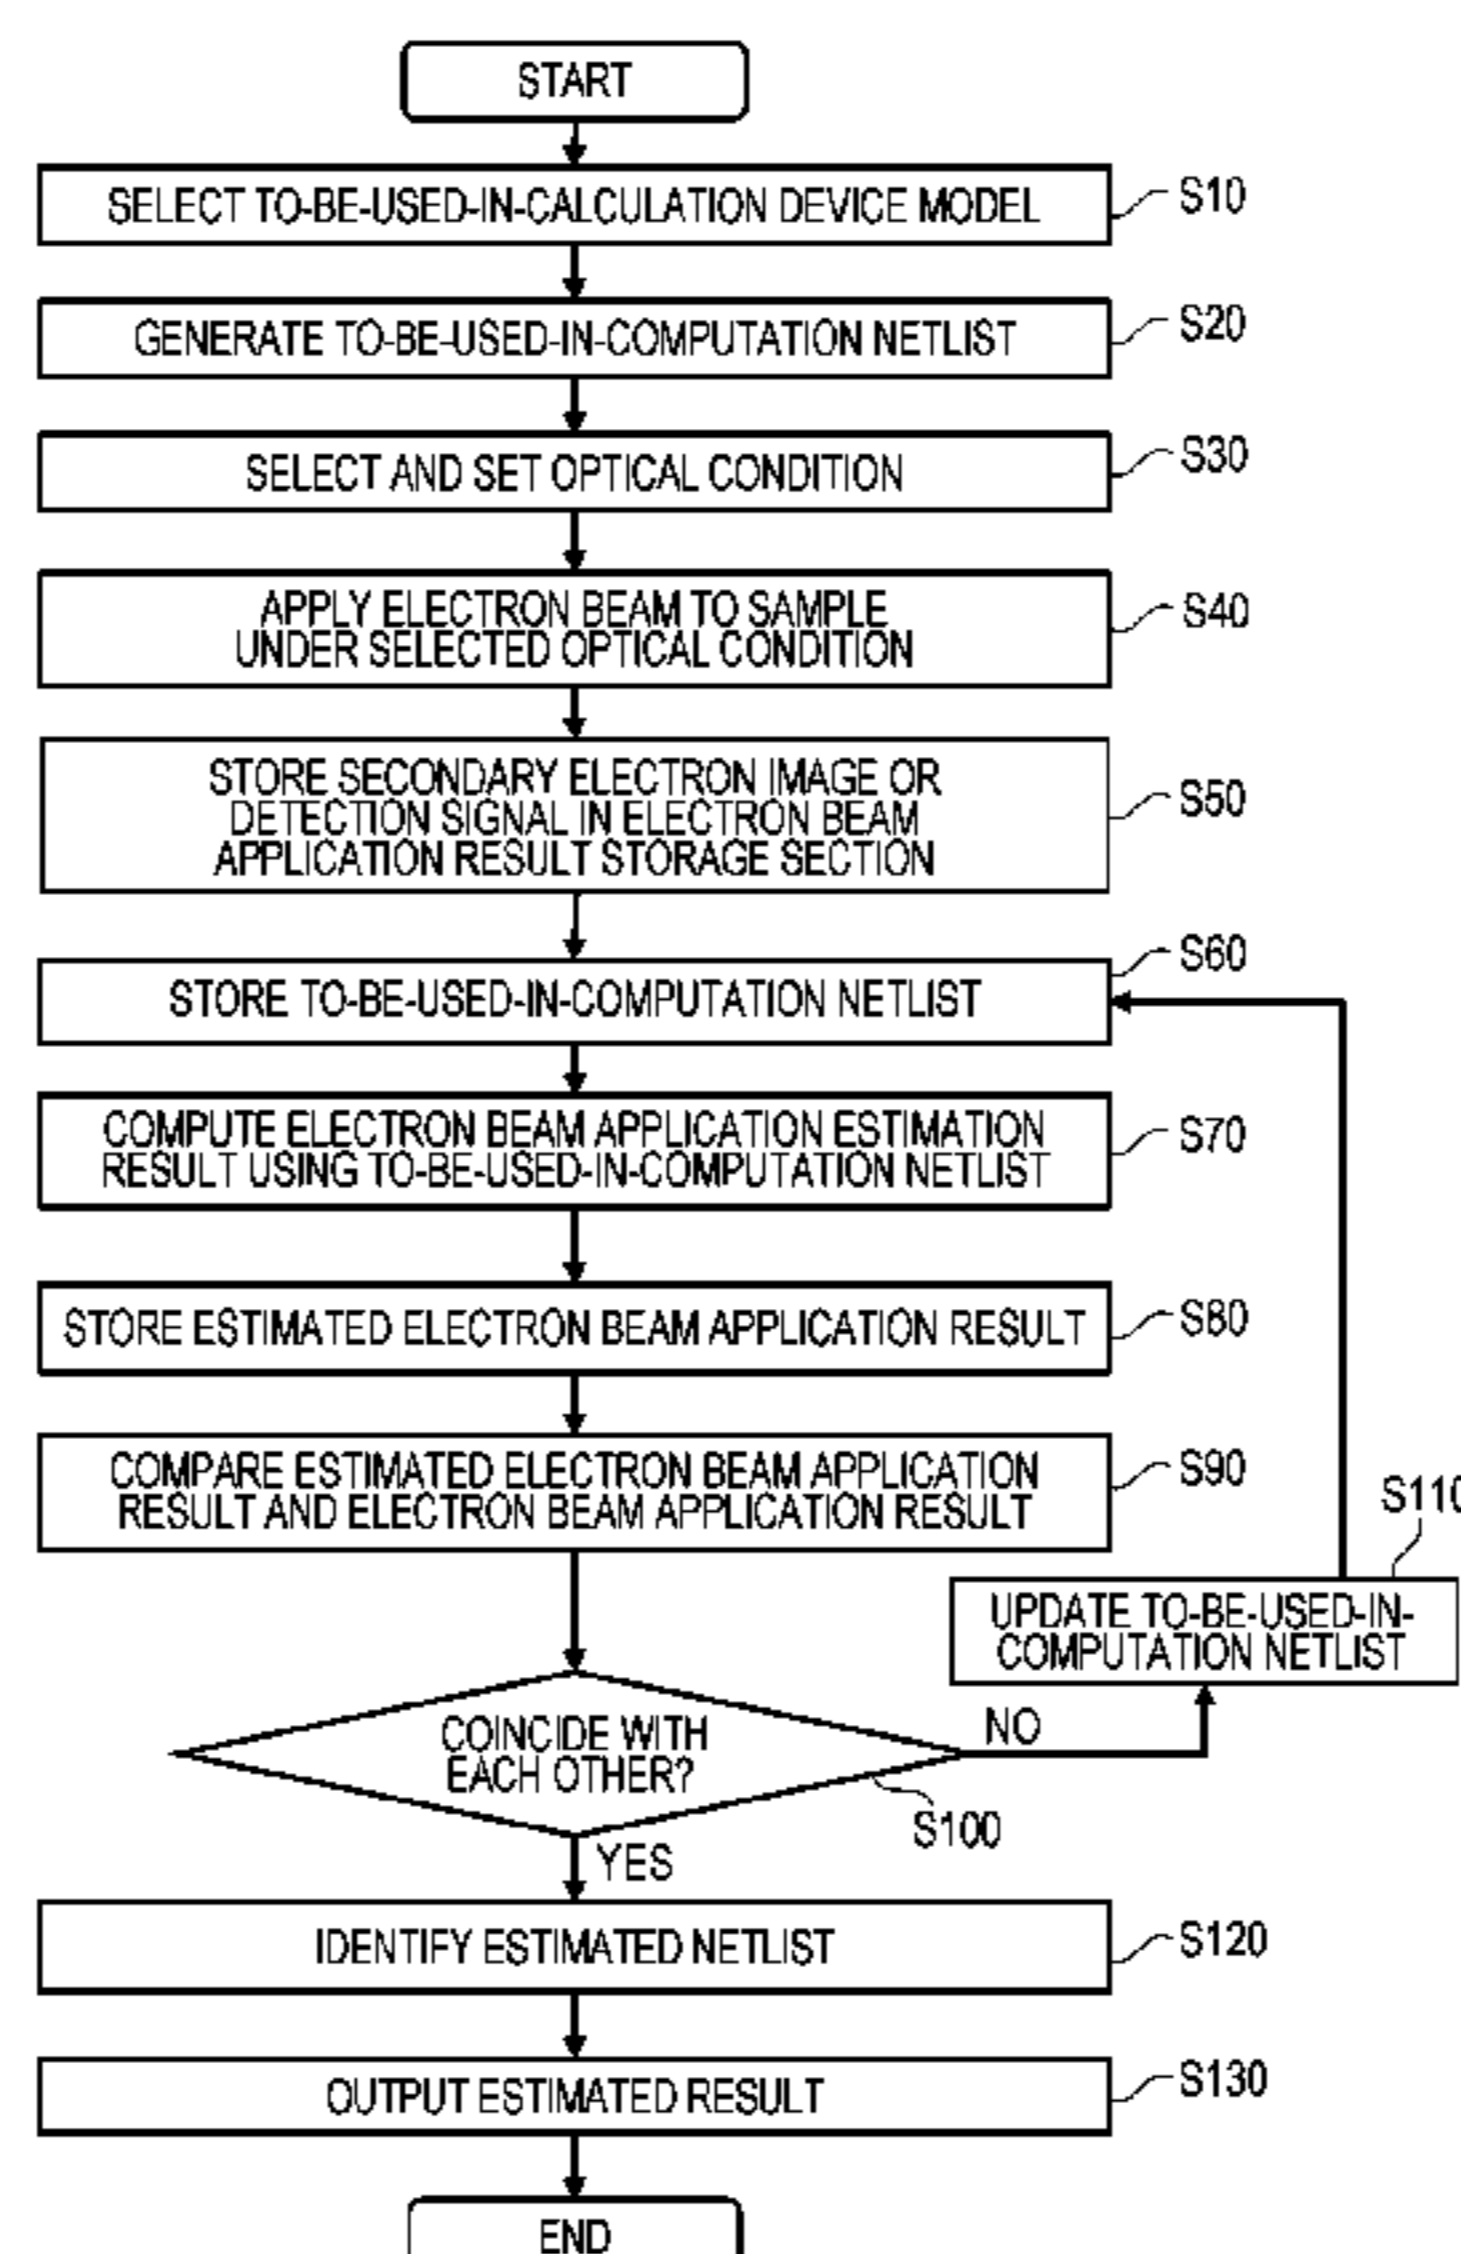 START
SELECT TO-BE-USED-IN-CALCULATION DEVICE MODEL
S10
GENERATE TO-BE-USED-IN-COMPUTATION NETLIST
S20
SELECT AND SET OPTICAL CONDITION
S30
APPLY ELECTRON BEAM TO SAMPLE
UNDER SELECTED OPTICAL CONDITION
S40
STORE SECONDARY ELECTRON IMAGE OR
DETECTION SIGNAL IN ELECTRON BEAM
APPLICATION RESULT STORAGE SECTION
S50
STORE TO-BE-USED-IN-COMPUTATION NETLIST
S60
COMPUTE ELECTRON BEAM APPLICATION ESTIMATION
RESULT USING TO-BE-USED-IN-COMPUTATION NETLIST
S70
STORE ESTIMATED ELECTRON BEAM APPLICATION RESULT
S80
COMPARE ESTIMATED ELECTRON BEAM APPLICATION
RESULT AND ELECTRON BEAM APPLICATION RESULT
S90
S110
UPDATE TO-BE-USED-IN-
COMPUTATION NETLIST
COINCIDE WITH
EACH OTHER?
NO
S100
YES
IDENTIFY ESTIMATED NETLIST
S120
OUTPUT ESTIMATED RESULT
S130
END